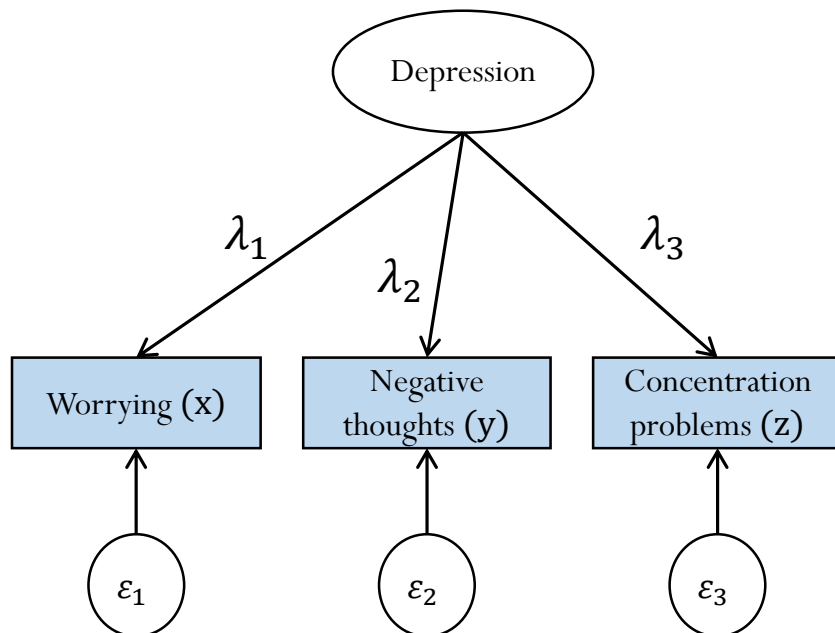 Depression
λ₁
λ₂
λ₃
Worrying (x)
Negative
thoughts (y)
Concentration
problems (z)
ε₁
ε₂
ε₃